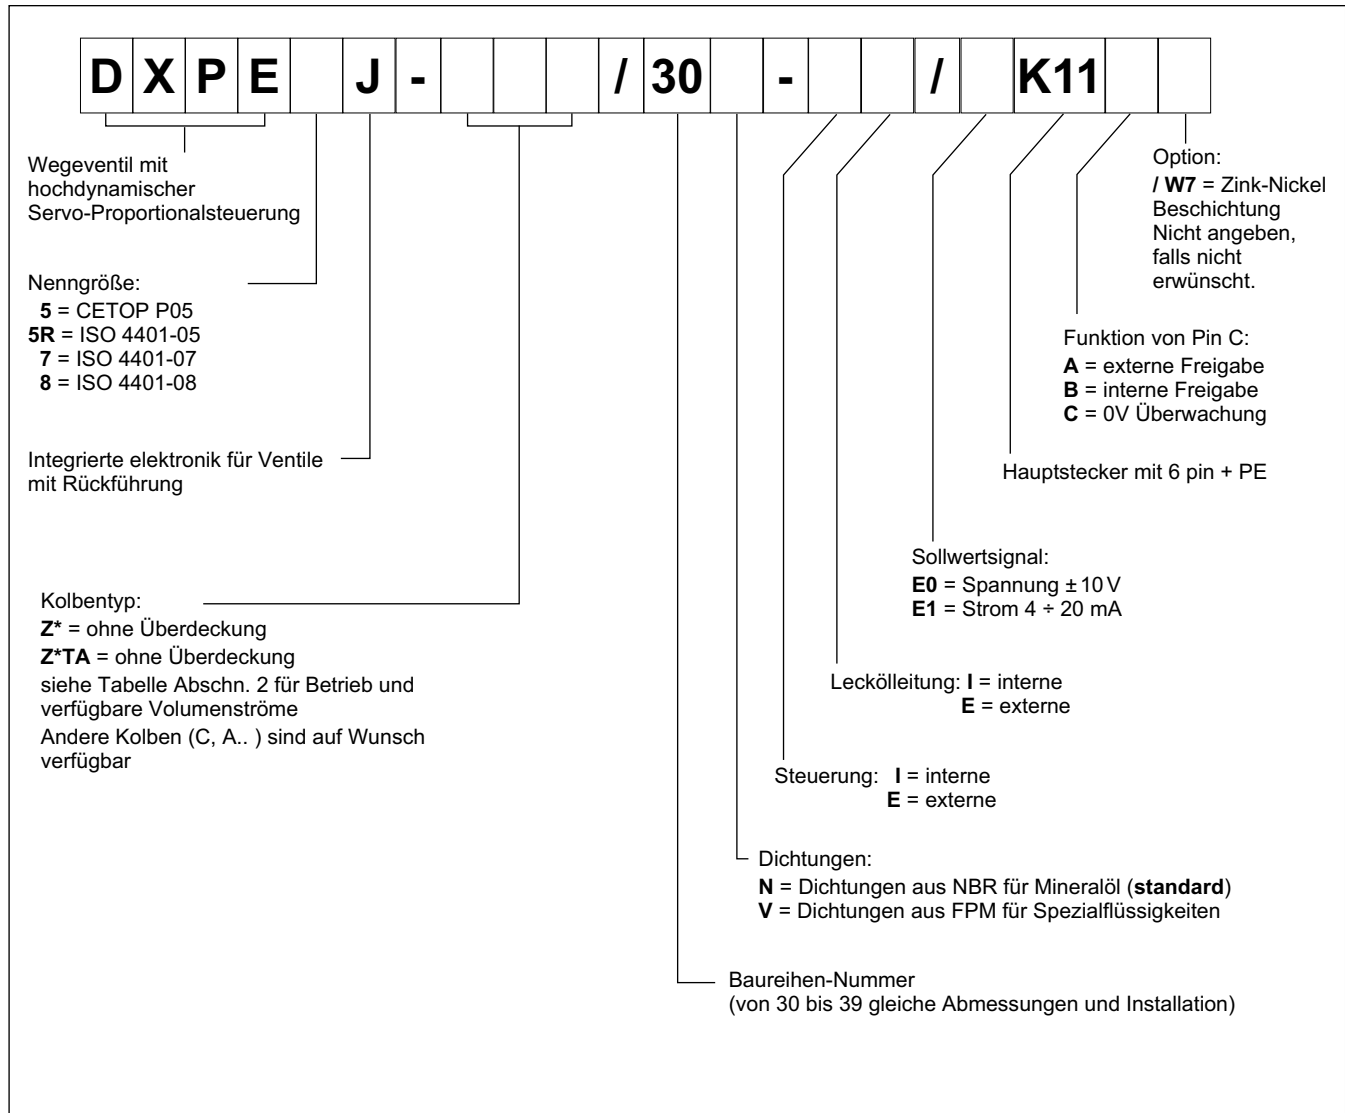 D X P E J - / 30 - / K11
Wegeventil mit
hochdynamischer
Servo-Proportionalsteuerung
Nenngröße:
5 = CETOP P05
5R = ISO 4401-05
7 = ISO 4401-07
8 = ISO 4401-08
Integrierte elektronik für Ventile
mit Rückführung
Kolbentyp:
Z* = ohne Überdeckung
Z*TA = ohne Überdeckung
siehe Tabelle Abschn. 2 für Betrieb und
verfügbare Volumenströme
Andere Kolben (C, A.. ) sind auf Wunsch
verfügbar
Option:
/ W7 = Zink-Nickel
Beschichtung
Nicht angeben,
falls nicht
erwünscht.
Funktion von Pin C:
A = externe Freigabe
B = interne Freigabe
C = 0V Überwachung
Hauptstecker mit 6 pin + PE
Sollwertsignal:
E0 = Spannung ± 10 V
E1 = Strom 4 ÷ 20 mA
Leckölleitung: I = interne
E = externe
Steuerung: I = interne
E = externe
Dichtungen:
N = Dichtungen aus NBR für Mineralöl (standard)
V = Dichtungen aus FPM für Spezialflüssigkeiten
Baureihen-Nummer
(von 30 bis 39 gleiche Abmessungen und Installation)